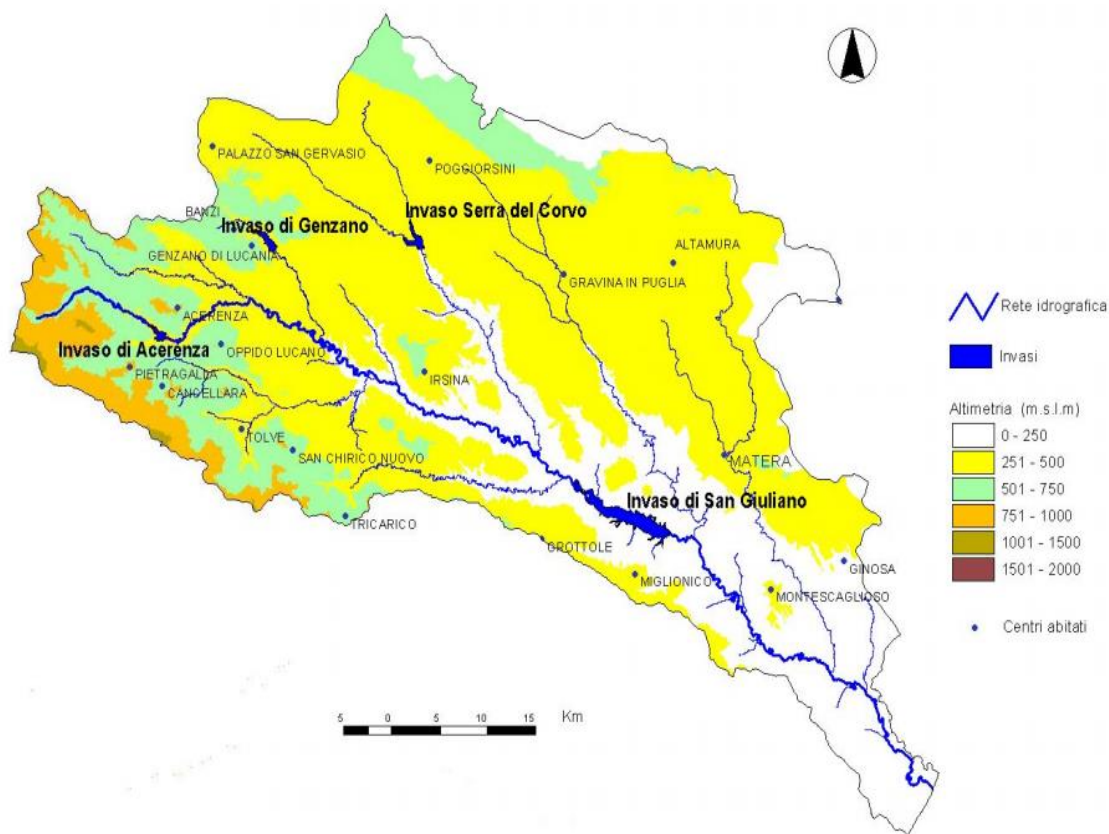 PALAZZO SAN GERVASIO
POGGIORSINI
BANZI
Invaso di Genzano
Invaso Serra del Corvo
GENZANO DI LUCANIA
ALTAMURA
GRAVINA IN PUGLIA
ACERENZA
Invaso di Acerenza
OPPIDO LUCANO
PIETRAGALLA
CANCELLARA
IRSINA
TOLVE
SAN CHIRICO NUOVO
MATERA
Invaso di San Giuliano
TRICARICO
GROTTOLE
MIGLIONICO
GINOSA
MONTESCAGLIOSO
Rete idrografica
Invasi
Altimetria (m.s.l.m)
0 - 250
251 - 500
501 - 750
751 - 1000
1001 - 1500
1501 - 2000
Centri abitati
5 0 5 10 15 Km